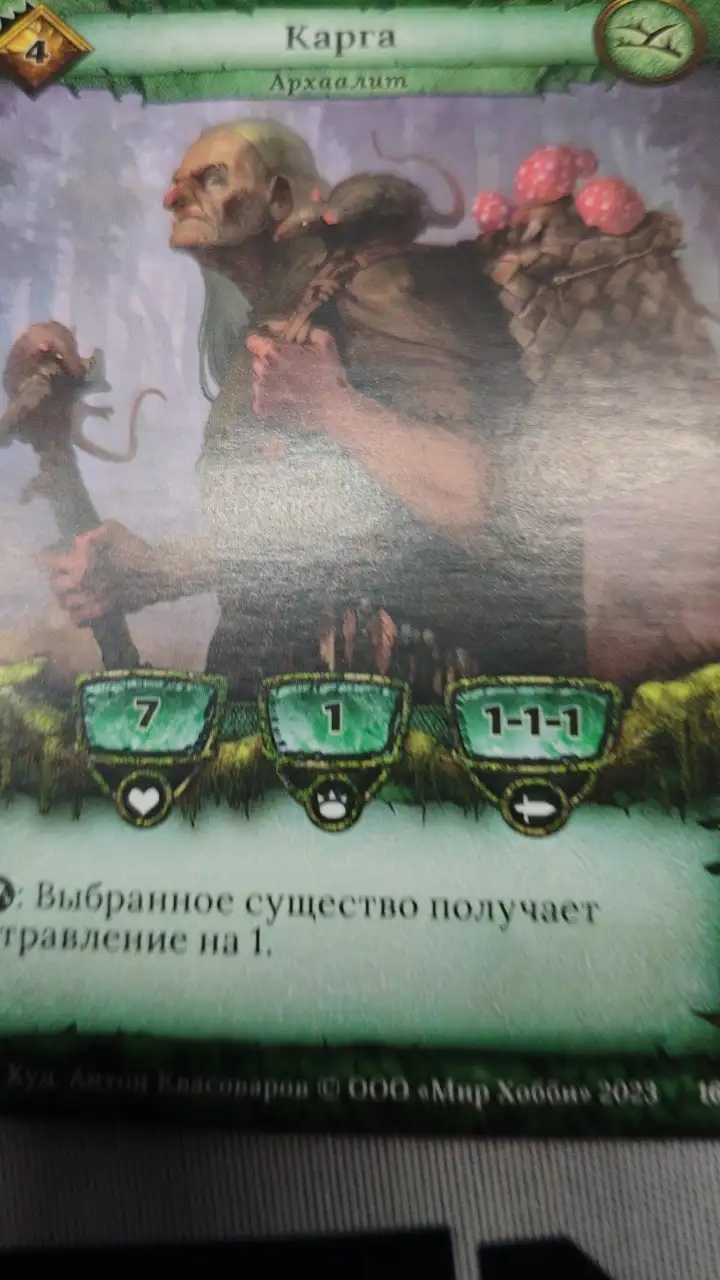 4
Карга
Архаалит
7
1
1-1-1
: Выбранное существо получает
травление на 1.
Худ. Антон Квасоваров © ООО «Мир Хобби» 2023